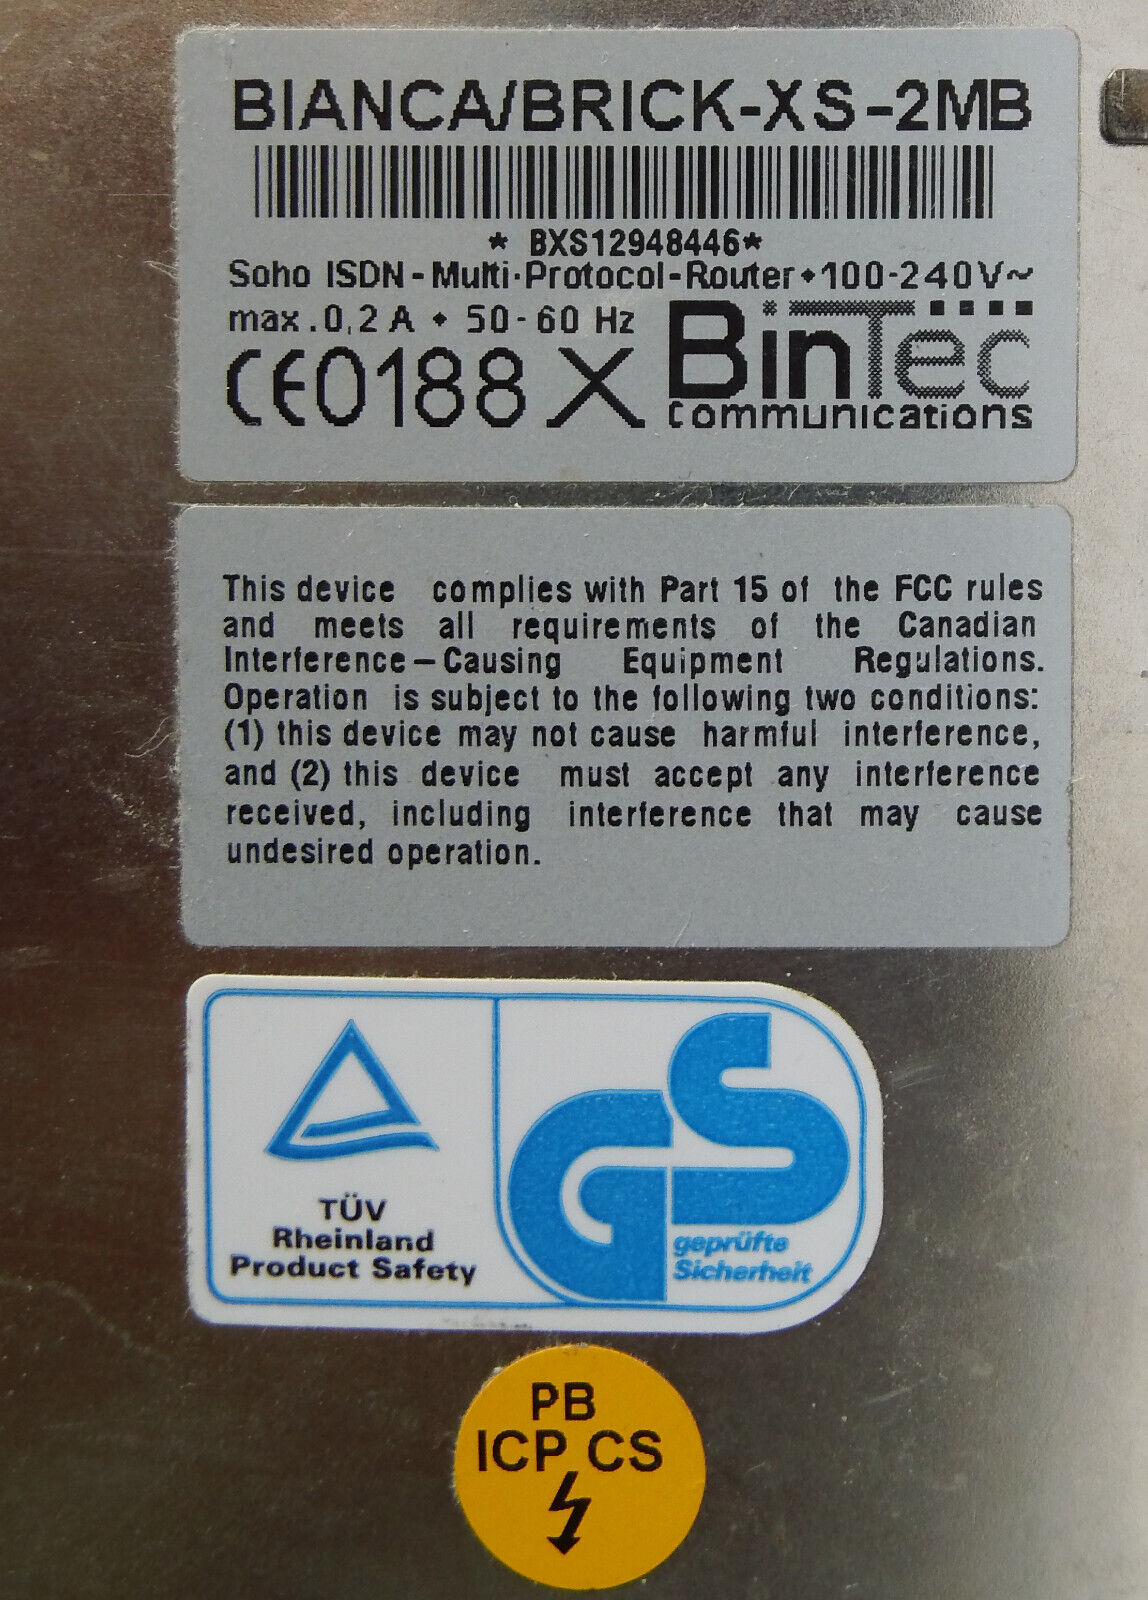 BIANCA/BRICK-XS-2MB
* BXS12948446*
Soho ISDN-Multi-Protocol-Router • 100-240V~
max.0,2 A • 50-60 Hz
CE0188 X
BinTec
Communications
This device complies with Part 15 of the FCC rules
and meets all requirements of the Canadian
Interference-Causing Equipment Regulations.
Operation is subject to the following two conditions:
(1) this device may not cause harmful interference,
and (2) this device must accept any interference
received, including interference that may cause
undesired operation.
TÜV
Rheinland
Product Safety
GS
geprüfte
Sicherheit
PB
ICP CS